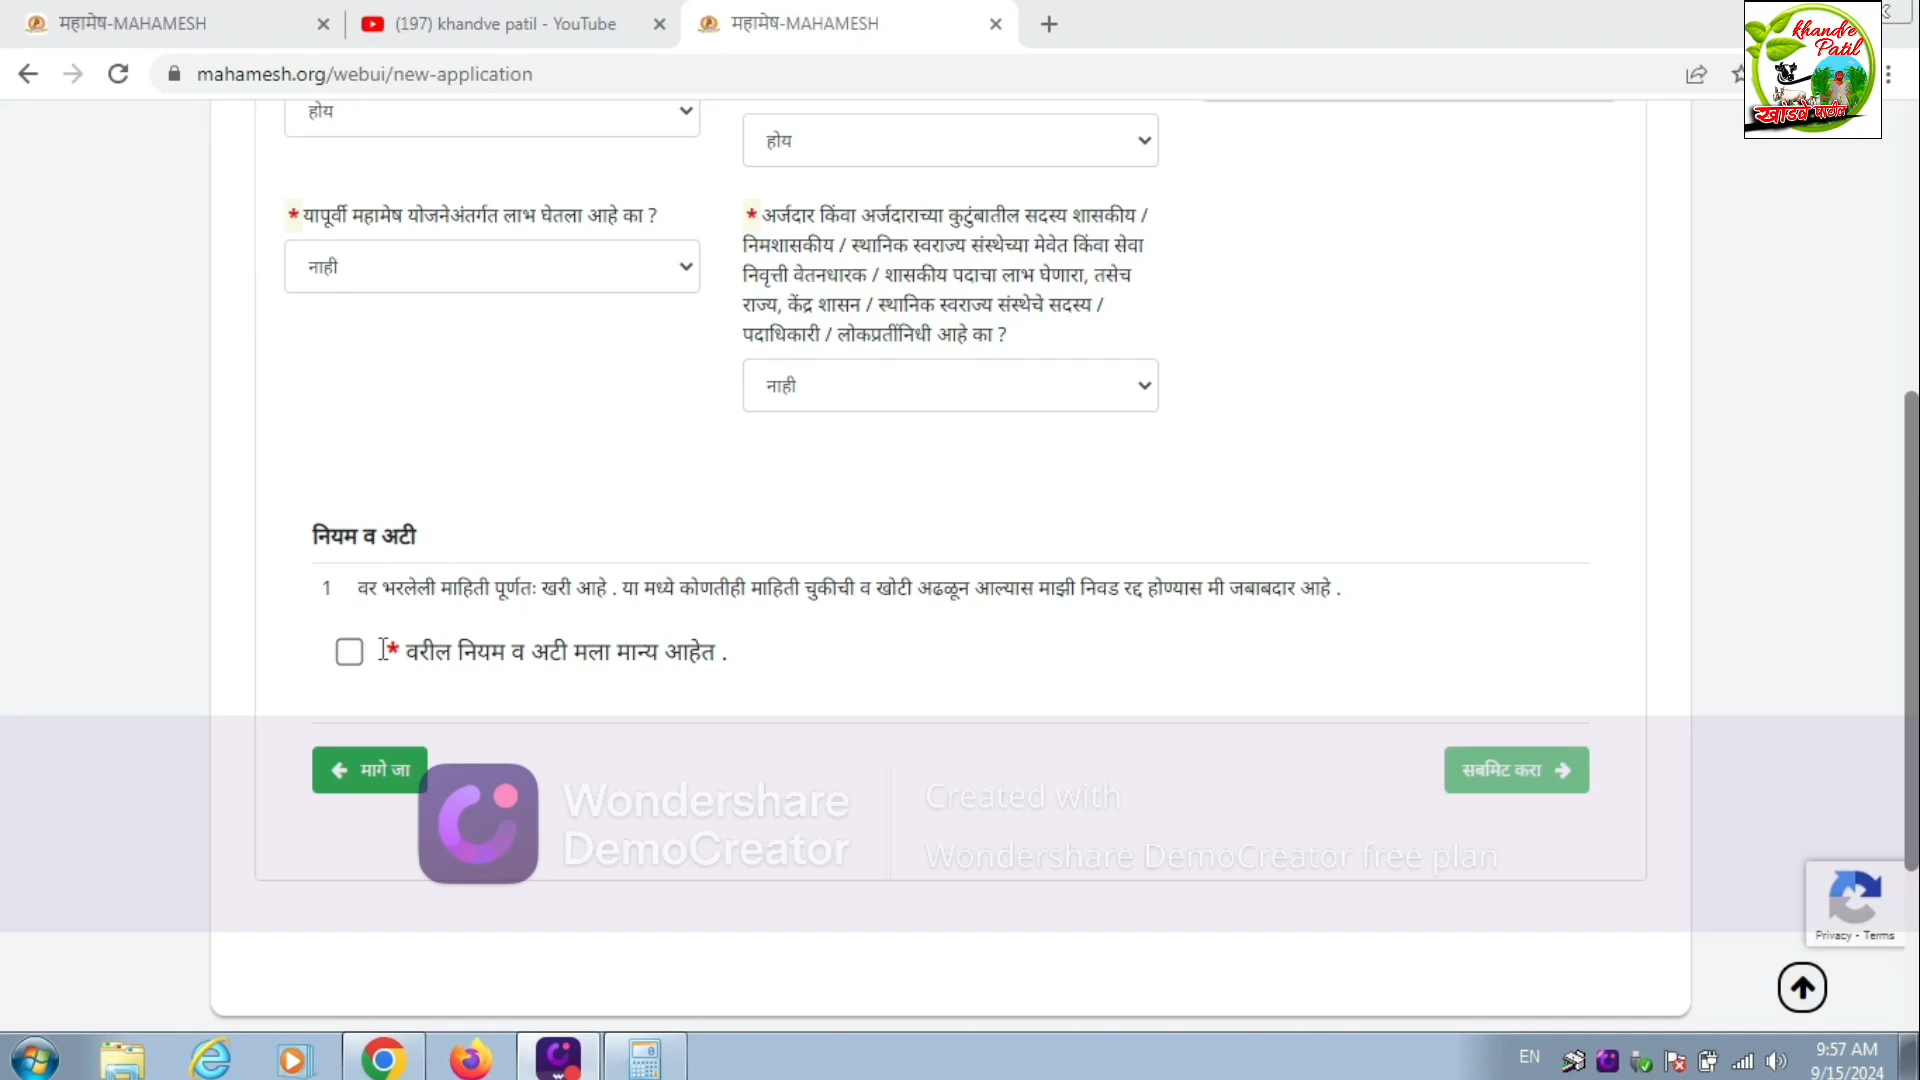 महामेष-MAHAMESH
(197) khandve patil - YouTube
महामेष-MAHAMESH
mahamesh.org/webui/new-application
khandve
Patil
खांडवे पाटील
होय
होय
* यापूर्वी महामेष योजनेअंतर्गत लाभ घेतला आहे का ?
नाही
* अर्जदार किंवा अर्जदाराच्या कुटुंबातील सदस्य शासकीय /
निमशासकीय / स्थानिक स्वराज्य संस्थेच्या मेवेत किंवा सेवा
निवृत्ती वेतनधारक / शासकीय पदाचा लाभ घेणारा, तसेच
राज्य, केंद्र शासन / स्थानिक स्वराज्य संस्थेचे सदस्य /
पदाधिकारी / लोकप्रतींनिधी आहे का ?
नाही
नियम व अटी
1 वर भरलेली माहिती पूर्णतः खरी आहे . या मध्ये कोणतीही माहिती चुकीची व खोटी अढळून आल्यास माझी निवड रद्द होण्यास मी जबाबदार आहे .
* वरील नियम व अटी मला मान्य आहेत .
मागे जा
सबमिट करा
Wondershare
DemoCreator
Created with
Wondershare DemoCreator free plan
Privacy - Terms
EN
9:57 AM
9/15/2024